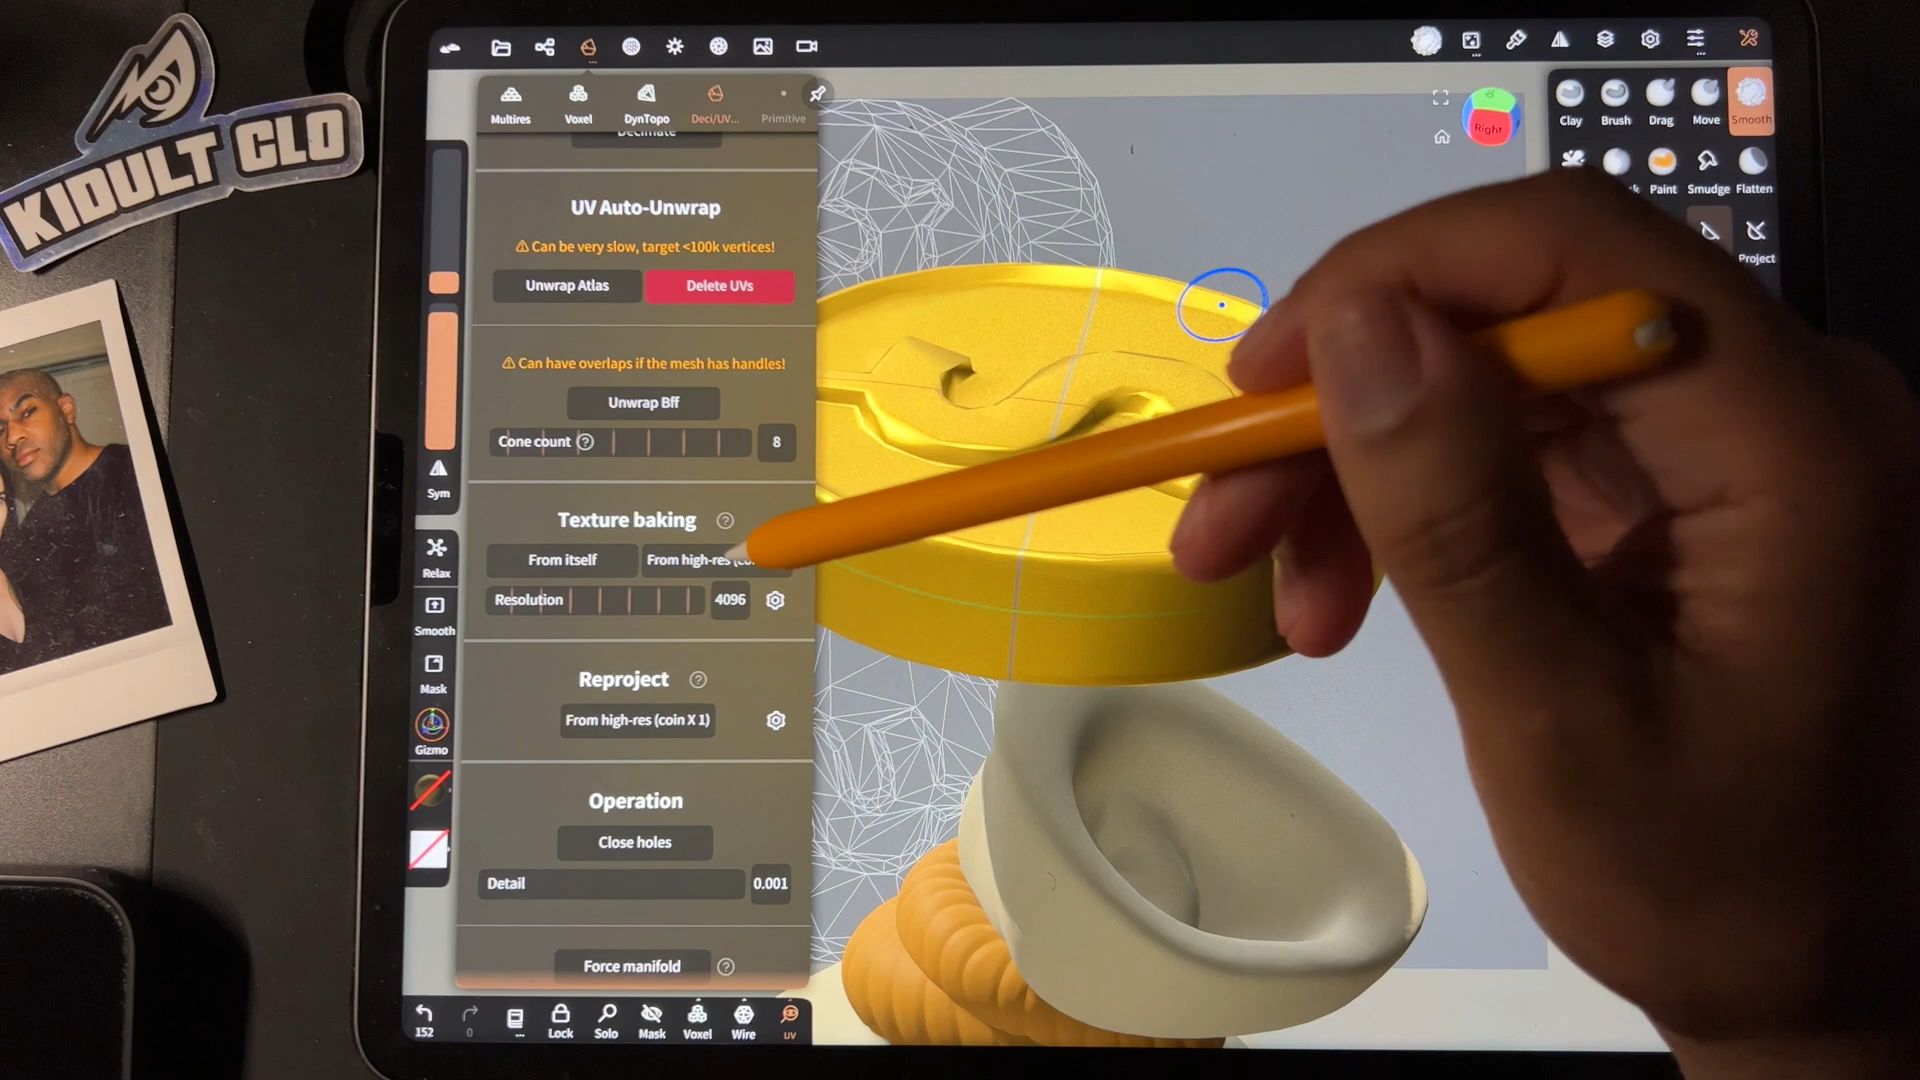 KIDULT CLO
Multires
Voxel
DynTopo
Deci/UV...
Primitive
Decimate
UV Auto-Unwrap
Can be very slow, target <100k vertices!
Unwrap Atlas
Delete UVs
Can have overlaps if the mesh has handles!
Unwrap Bff
Cone count ?
8
Texture baking ?
From itself
From high-res
Resolution
4096
Reproject ?
From high-res (coin X 1)
Operation
Close holes
Detail
0.001
Force manifold ?
Sym
Relax
Smooth
Mask
Gizmo
152
0
...
Lock
Solo
Mask
Voxel
Wire
UV
Right
Clay
Brush
Drag
Move
Smooth
Paint
Smudge
Flatten
Project